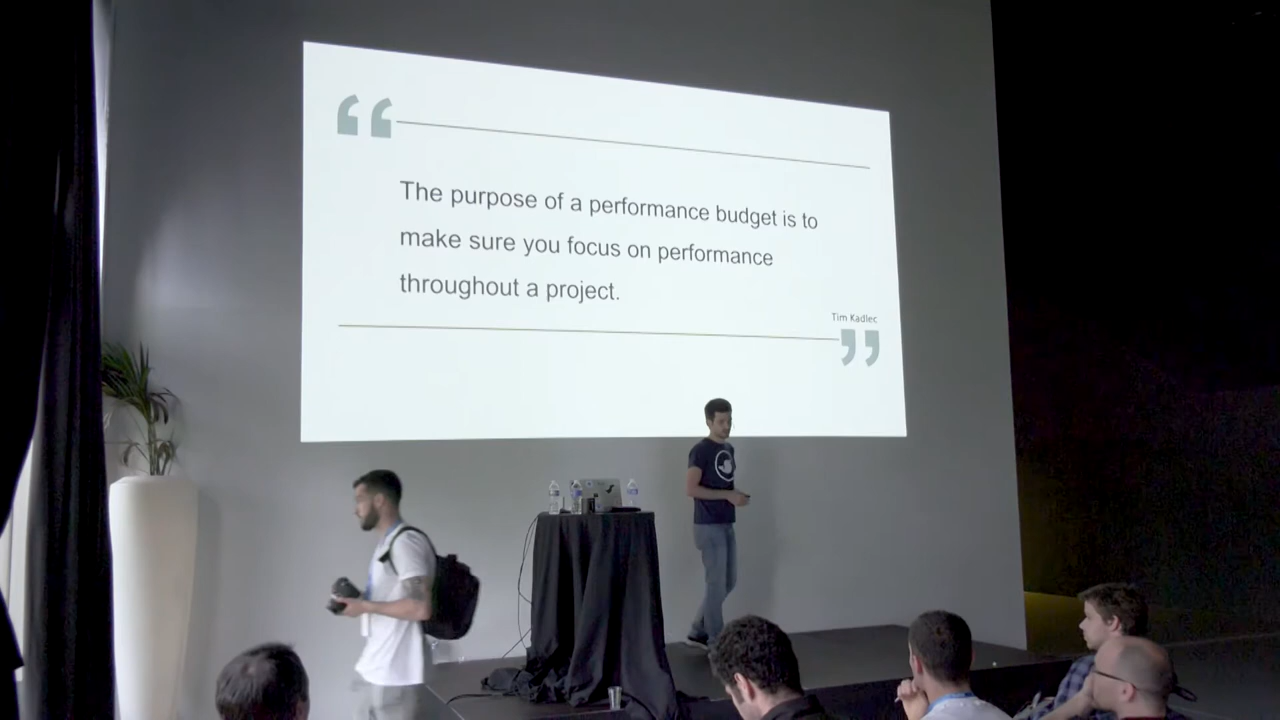 The purpose of a performance budget is to
make sure you focus on performance
throughout a project.
Tim Kadlec